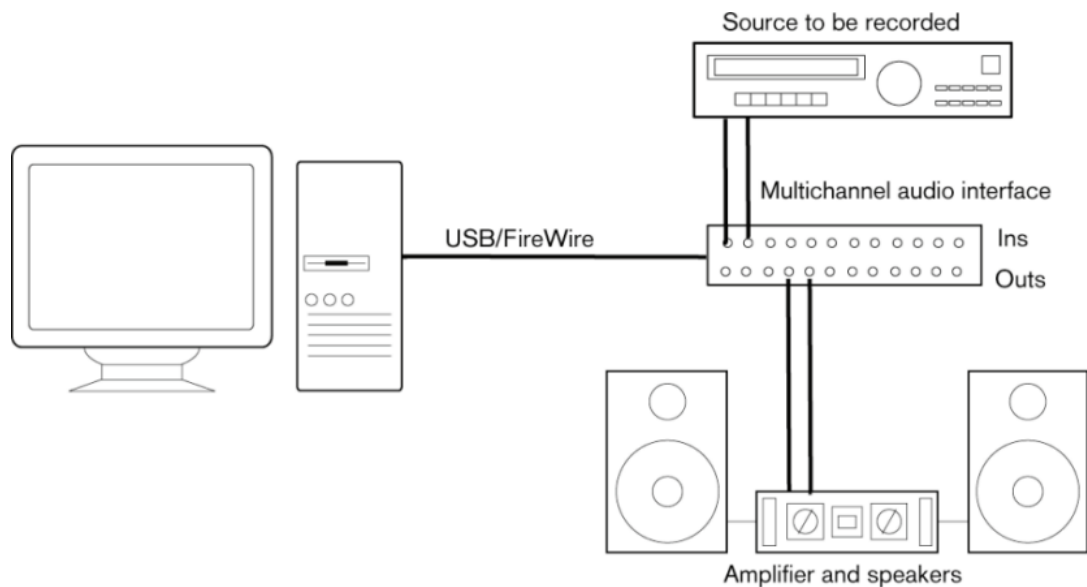 Source to be recorded
Multichannel audio interface
USB/FireWire
Ins
Outs
Amplifier and speakers